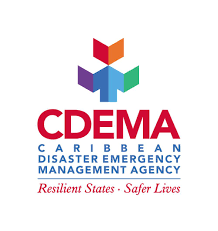 CDEMA
CARIBBEAN
DISASTER EMERGENCY
MANAGEMENT AGENCY
Resilient States · Safer Lives